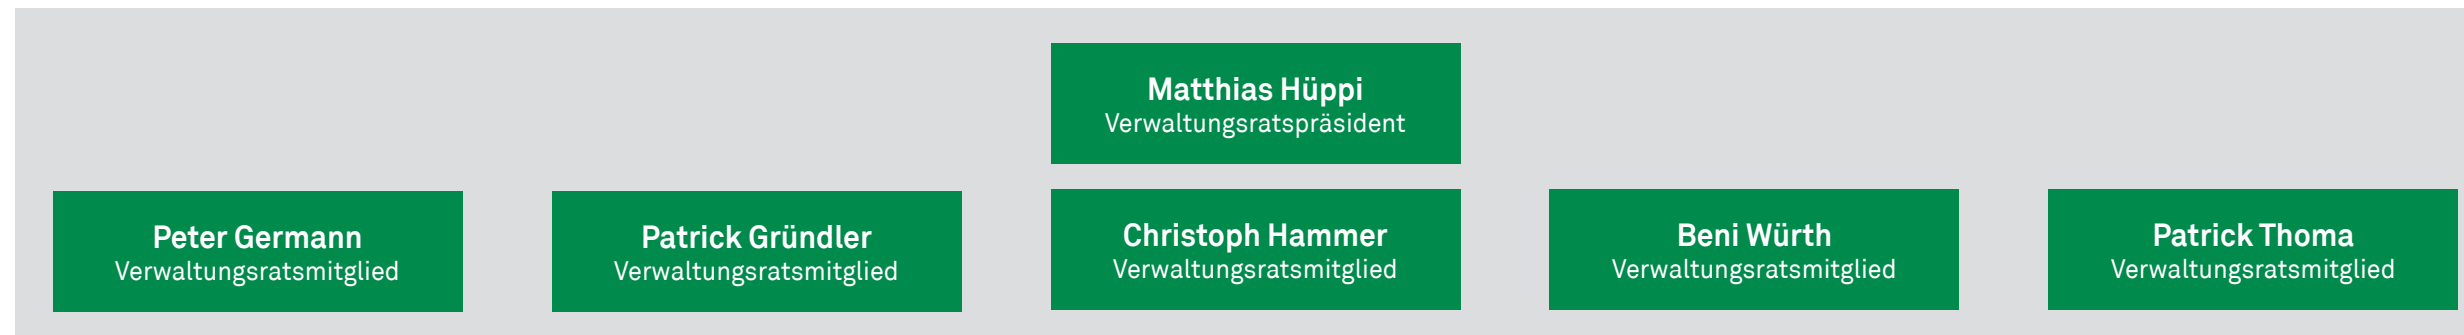 Matthias Hüppi
Verwaltungsratspräsident
Peter Germann
Verwaltungsratsmitglied
Patrick Gründler
Verwaltungsratsmitglied
Christoph Hammer
Verwaltungsratsmitglied
Beni Würth
Verwaltungsratsmitglied
Patrick Thoma
Verwaltungsratsmitglied